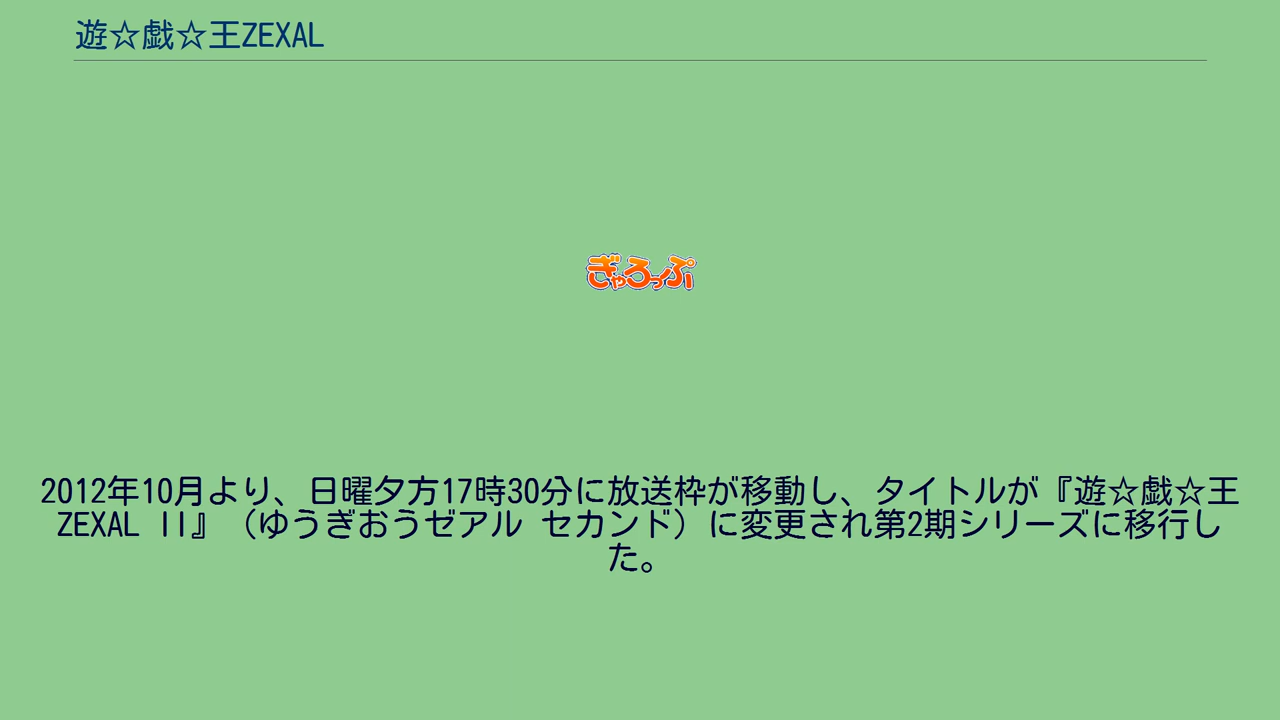 遊☆戯☆王ZEXAL
ぎゃろっぷ
2012年10月より、日曜夕方17時30分に放送枠が移動し、タイトルが『遊☆戯☆王
ZEXAL II』（ゆうぎおうゼアル セカンド）に変更され第2期シリーズに移行し
た。